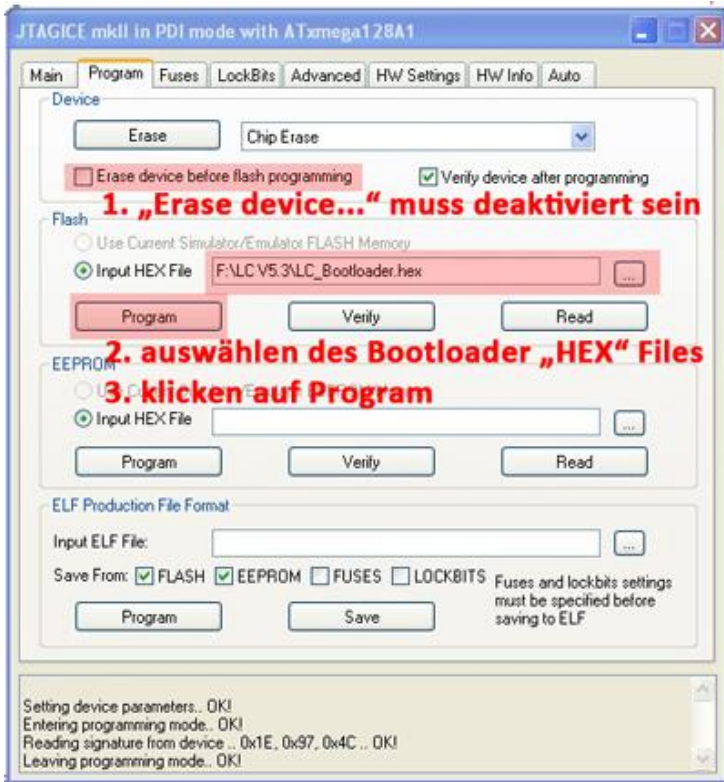 JTAGICE mkII in PDI mode with ATxmega128A1
Main Program Fuses LockBits Advanced HW Settings HW Info Auto
Device
Erase Chip Erase
Erase device before flash programming Verify device after programming
1. „Erase device...“ muss deaktiviert sein
Flash
Use Current Simulator/Emulator FLASH Memory
Input HEX File F:\LC V5.3\LC_Bootloader.hex ...
Program Verify Read
2. auswählen des Bootloader „HEX“ Files
EEPROM
3. klicken auf Program
Input HEX File ...
Program Verify Read
ELF Production File Format
Input ELF File: ...
Save From: FLASH EEPROM FUSES LOCKBITS Fuses and lockbits settings
must be specified before
Program Save saving to ELF
Setting device parameters.. OK!
Entering programming mode.. OK!
Reading signature from device .. 0x1E, 0x97, 0x4C .. OK!
Leaving programming mode.. OK!